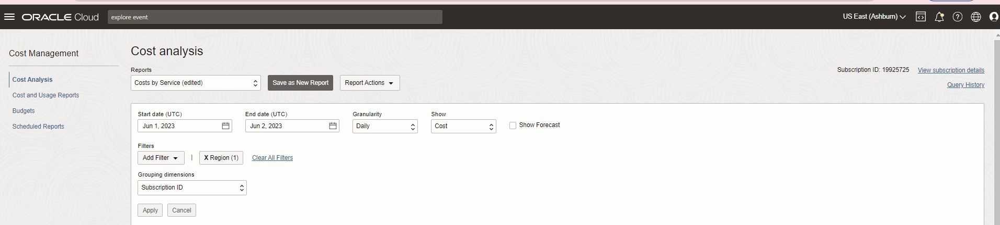 ORACLE Cloud
explore event
US East (Ashburn)
Cost Management
Cost Analysis
Cost and Usage Reports
Budgets
Scheduled Reports
Cost analysis
Reports
Costs by Service (edited)
Save as New Report
Report Actions
Subscription ID: 19925725
View subscription details
Query History
Start date (UTC)
Jun 1, 2023
End date (UTC)
Jun 2, 2023
Granularity
Daily
Show
Cost
Show Forecast
Filters
Add Filter
|
X Region (1)
Clear All Filters
Grouping dimensions
Subscription ID
Apply
Cancel